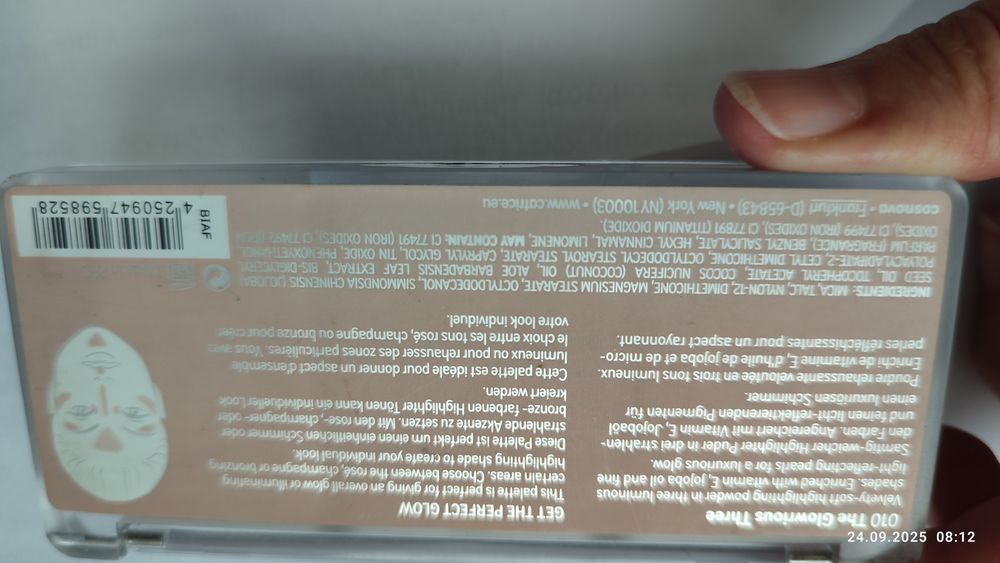 010 The Glowrious Three
Velvety-soft highlighting powder in three luminous
shades. Enriched with vitamin E, jojoba oil and fine
light-reflecting pearls for a luxurious glow.
Samtig-weicher Highlighter Puder in drei strahlen-
den Farben. Angereichert mit Vitamin E, Jojobaöl
und feinen licht-reflektierenden Pigmenten für
einen luxuriösen Schimmer.
Poudre rehaussante veloutée en trois tons lumineux.
Enrichi de vitamine E, d'huile de jojoba et de micro-
perles réfléchissantes pour un aspect rayonnant.
GET THE PERFECT GLOW
This palette is perfect for giving an overall glow or illuminating
certain areas. Choose between the rose, champagne or bronzing
highlighting shade to create your individual look.
Diese Palette ist perfekt um einen einheitlichen Schimmer oder
strahlende Akzente zu setzen. Mit den rose-, champagner- oder
bronze- farbenen Highlighter Tönen kann ein individueller Look
kreiert werden.
Cette palette est idéale pour donner un aspect d'ensemble
lumineux ou pour rehausser des zones particulières. Vous avez
le choix entre les tons rosé, champagne ou bronze pour créer
votre look individuel.
INGREDIENTS: MICA, TALC, NYLON-12, DIMETHICONE, MAGNESIUM STEARATE, OCTYLDODECANOL, SIMMONDSIA CHINENSIS (JOJOBA)
SEED OIL, TOCOPHERYL ACETATE, COCOS NUCIFERA (COCONUT) OIL, ALOE BARBADENSIS LEAF EXTRACT, BIS-DIGLYCERYL
POLYACYLADIPATE-2, CETYL DIMETHICONE, OCTYLDODECYL STEAROYL STEARATE, CAPRYLYL GLYCOL, TIN OXIDE, PHENOXYETHANOL,
PARFUM (FRAGRANCE), BENZYL SALICYLATE, HEXYL CINNAMAL, LIMONENE, MAY CONTAIN: CI 77491 (IRON OXIDES), CI 77492 (IRON
OXIDES), CI 77499 (IRON OXIDES), CI 77891 (TITANIUM DIOXIDE).
cosnova • Frankfurt (D-65843) • New York (NY 10003) • www.catrice.eu
BIAF
4 250947 598528
24.09.2025 08:12